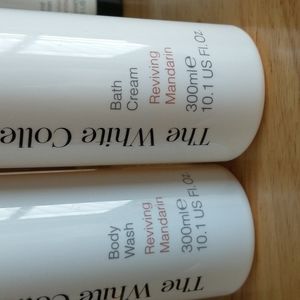 The White Colle
Bath
Cream
Reviving
Mandarin
300ml℮
10.1 US Fl.Oz
The White Coll
Body
Wash
Reviving
Mandarin
300ml℮
10.1 US Fl.Oz